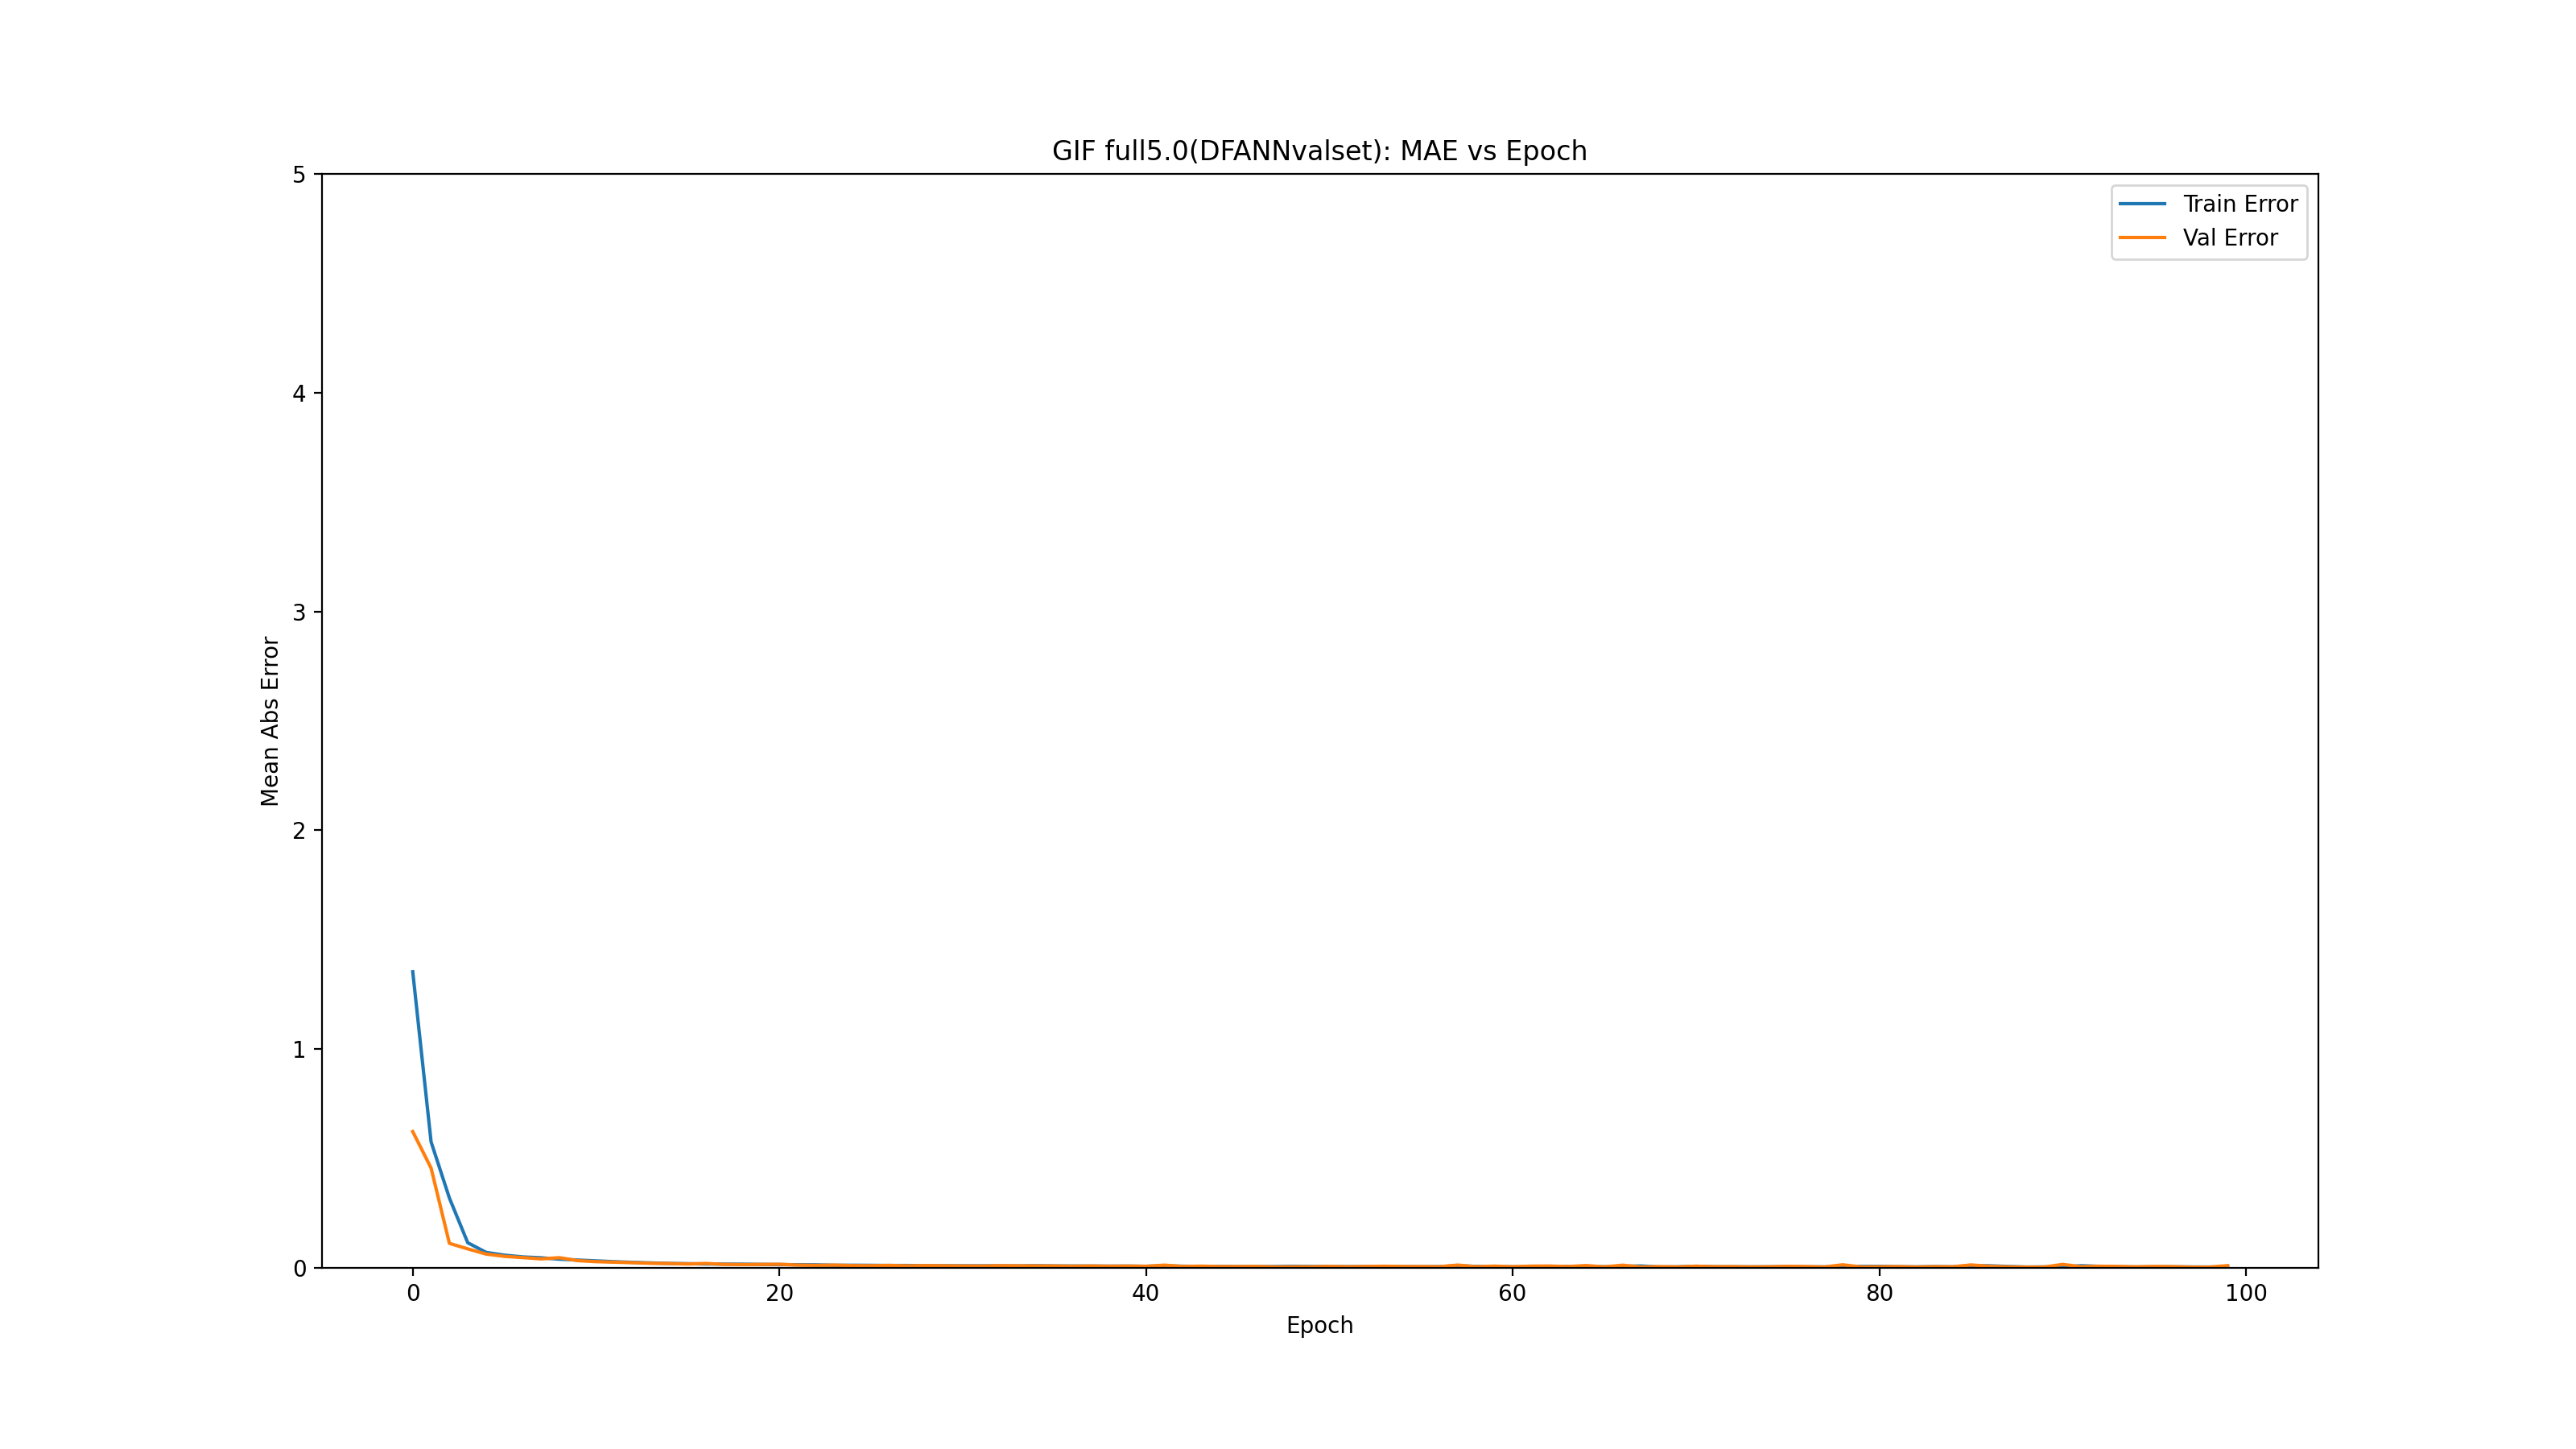 GIF full5.0(DFANNvalset): MAE vs Epoch
5
4
3
2
1
0
Mean Abs Error
Train Error
Val Error
0 20 40 60 80 100
Epoch